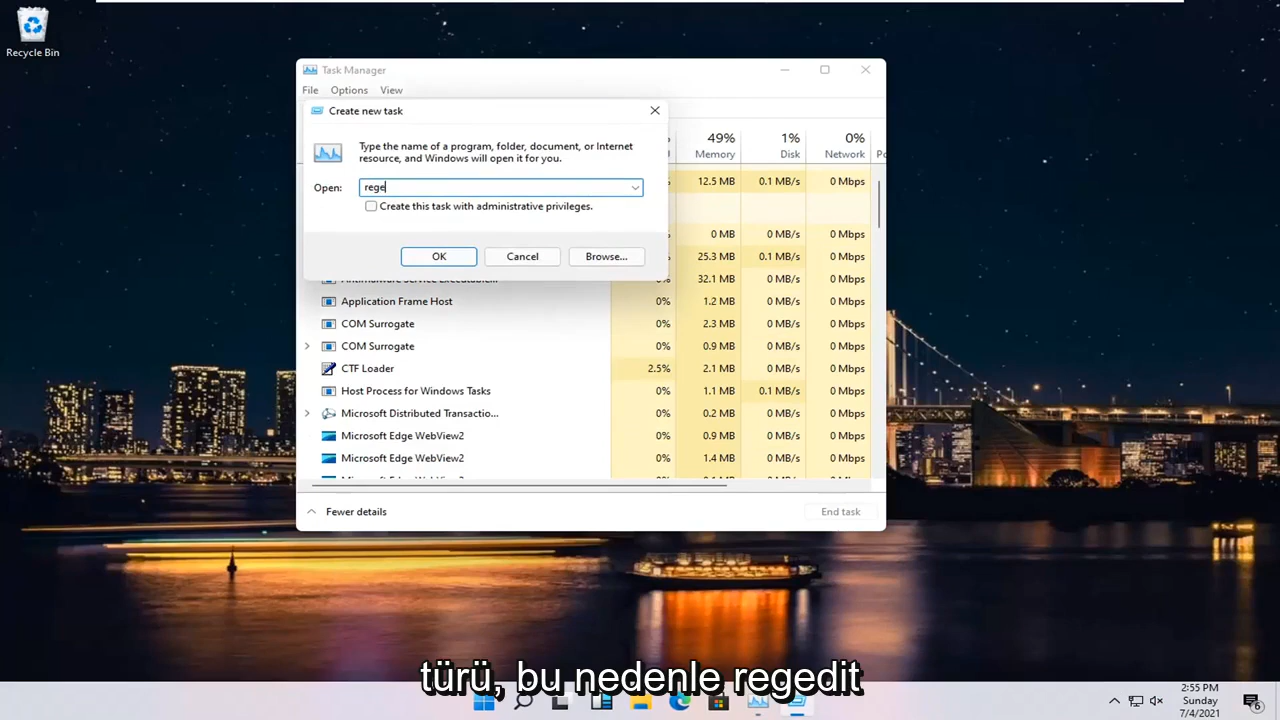 Recycle Bin
Task Manager
File Options View
Create new task
Type the name of a program, folder, document, or Internet
resource, and Windows will open it for you.
Open: rege
Create this task with administrative privileges.
OK Cancel Browse...
49% 1% 0%
Memory Disk Network
12.5 MB 0.1 MB/s 0 Mbps
0 MB 0 MB/s 0 Mbps
25.3 MB 0.1 MB/s 0 Mbps
32.1 MB 0 MB/s 0 Mbps
Application Frame Host 0% 1.2 MB 0 MB/s 0 Mbps
COM Surrogate 0% 2.3 MB 0 MB/s 0 Mbps
COM Surrogate 0% 0.9 MB 0 MB/s 0 Mbps
CTF Loader 2.5% 2.1 MB 0 MB/s 0 Mbps
Host Process for Windows Tasks 0% 1.1 MB 0.1 MB/s 0 Mbps
Microsoft Distributed Transactio... 0% 0.2 MB 0 MB/s 0 Mbps
Microsoft Edge WebView2 0% 0.9 MB 0 MB/s 0 Mbps
Microsoft Edge WebView2 0% 1.4 MB 0 MB/s 0 Mbps
Fewer details End task
türü, bu nedenle regedit
2:55 PM
Sunday
7/4/2021
6